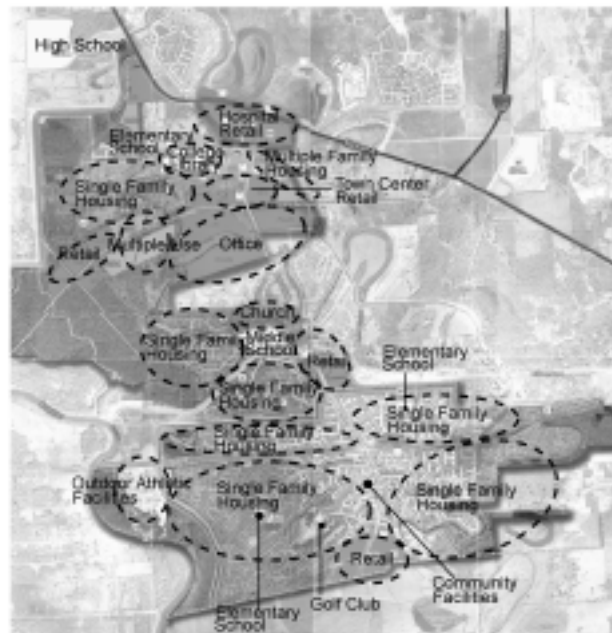 High School
Hospital
Retail
Elementary
School
College
Multiple Family
Housing
Single Family
Housing
Town Center
Retail
Retail
Multiple Use
Office
Church
Single Family
Housing
Middle
School
Retail
Elementary
School
Single Family
Housing
Single Family
Housing
Single Family
Housing
Outdoor Athletic
Facilities
Single Family
Housing
Single Family
Housing
Retail
Community
Facilities
Golf Club
Elementary
School